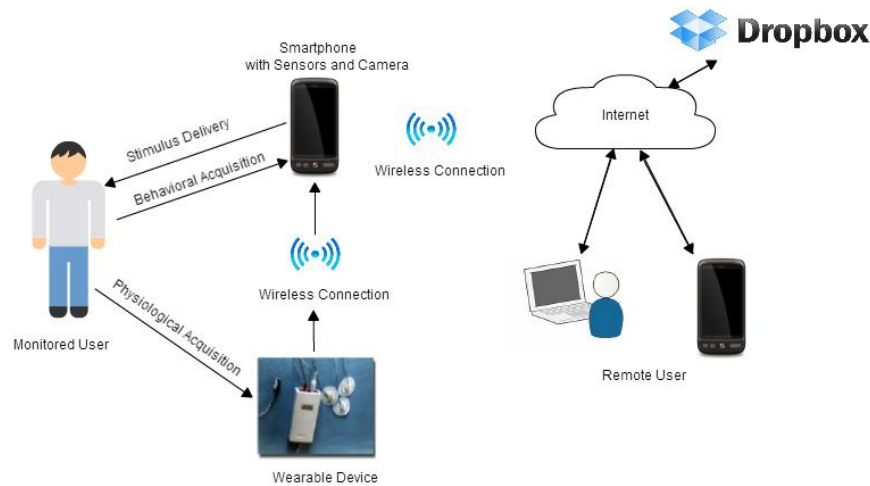 Dropbox
Smartphone
with Sensors and Camera
Internet
Stimulus Delivery
Behavioral Acquisition
Wireless Connection
Wireless Connection
Physiological Acquisition
Monitored User
Remote User
Wearable Device